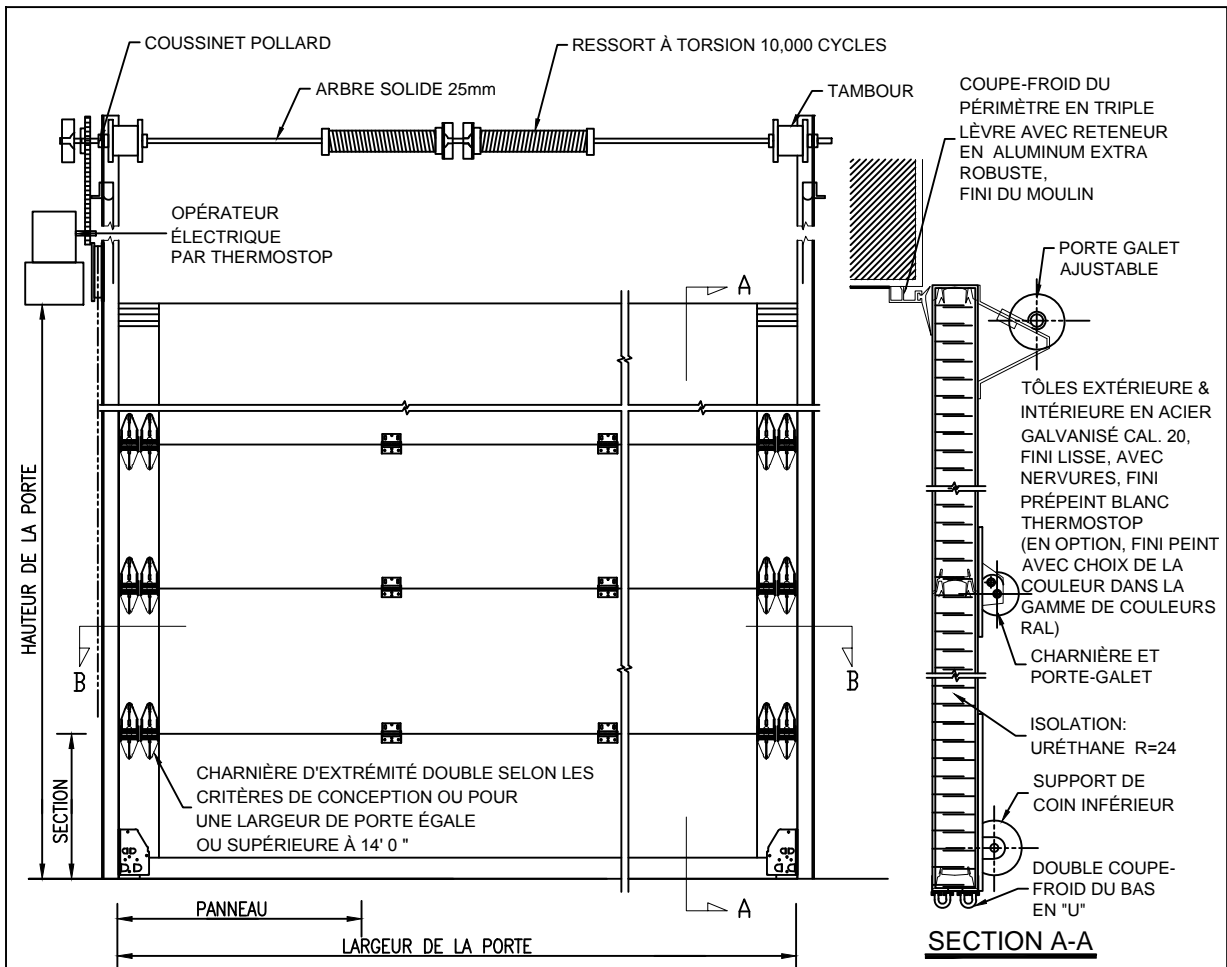 COUSSINET POLLARD
ARBRE SOLIDE 25mm
RESSORT À TORSION 10,000 CYCLES
TAMBOUR
COUPE-FROID DU
PÉRIMÈTRE EN TRIPLE
LÈVRE AVEC RETENEUR
EN ALUMINUM EXTRA
ROBUSTE,
FINI DU MOULIN
OPÉRATEUR
ÉLECTRIQUE
PAR THERMOSTOP
A
PORTE GALET
AJUSTABLE
TÔLES EXTÉRIEURE &
INTÉRIEURE EN ACIER
GALVANISÉ CAL. 20,
FINI LISSE, AVEC
NERVURES, FINI
PRÉPEINT BLANC
THERMOSTOP
(EN OPTION, FINI PEINT
AVEC CHOIX DE LA
COULEUR DANS LA
GAMME DE COULEURS
RAL)
HAUTEUR DE LA PORTE
B
B
CHARNIÈRE ET
PORTE-GALET
ISOLATION:
URÉTHANE R=24
SECTION
CHARNIÈRE D'EXTRÉMITÉ DOUBLE SELON LES
CRITÈRES DE CONCEPTION OU POUR
UNE LARGEUR DE PORTE ÉGALE
OU SUPÉRIEURE À 14' 0 "
SUPPORT DE
COIN INFÉRIEUR
DOUBLE COUPE-
FROID DU BAS
EN "U"
PANNEAU
A
LARGEUR DE LA PORTE
SECTION A-A